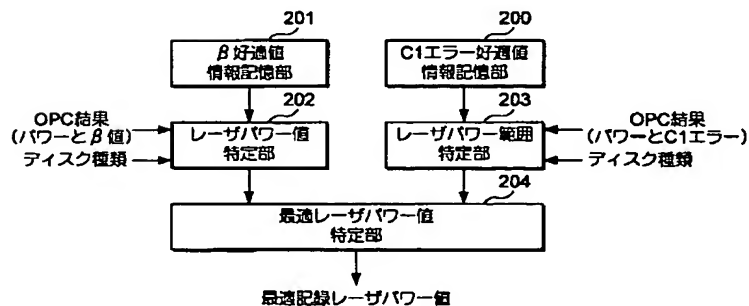 201
β好適値
情報記憶部
200
C1エラー好適値
情報記憶部
OPC結果
(パワーとβ値)
ディスク種類
202
レーザパワー値
特定部
203
レーザパワー範囲
特定部
OPC結果
(パワーとC1エラー)
ディスク種類
204
最適レーザパワー値
特定部
最適記録レーザパワー値